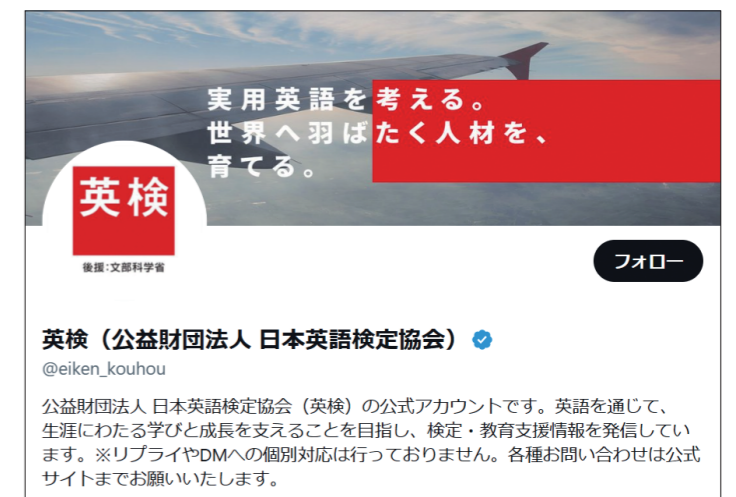 実用英語を考える。
世界へ羽ばたく人材を、
育てる。
英検
後援:文部科学省
フォロー
英検（公益財団法人 日本英語検定協会）
@eiken_kouhou
公益財団法人 日本英語検定協会（英検）の公式アカウントです。英語を通じて、
生涯にわたる学びと成長を支えることを目指し、検定・教育支援情報を発信してい
ます。※リプライやDMへの個別対応は行っておりません。各種お問い合わせは公式
サイトまでお願いいたします。